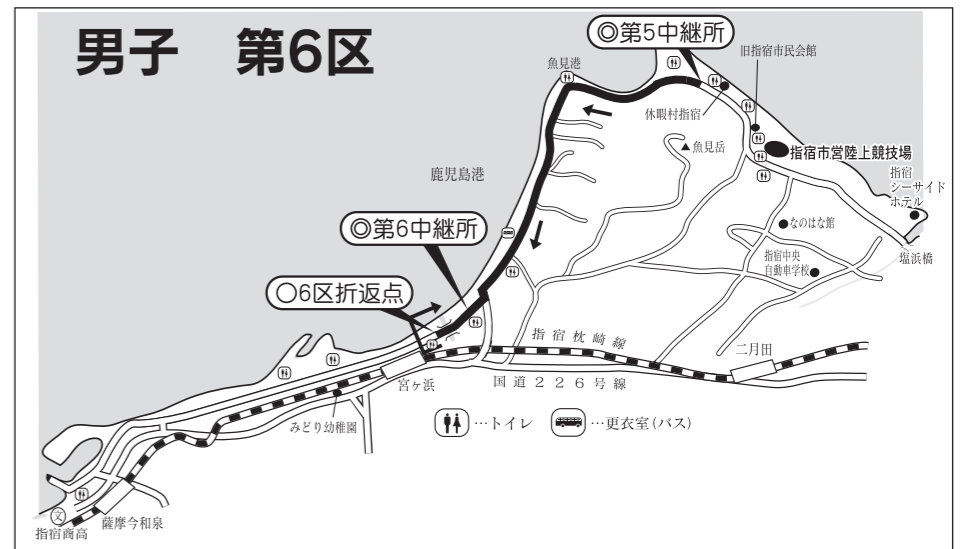 男子 第6区
◎第5中継所
旧指宿市民会館
魚見港
休暇村指宿
▲魚見岳
指宿市営陸上競技場
指宿
シーサイド
ホテル
鹿児島港
なのはな館
◎第6中継所
指宿中央
自動車学校
塩浜橋
○6区折返点
指宿枕崎線
二月田
宮ヶ浜
国道226号線
みどり幼稚園
…トイレ
…更衣室(バス)
文
薩摩今和泉
指宿商高